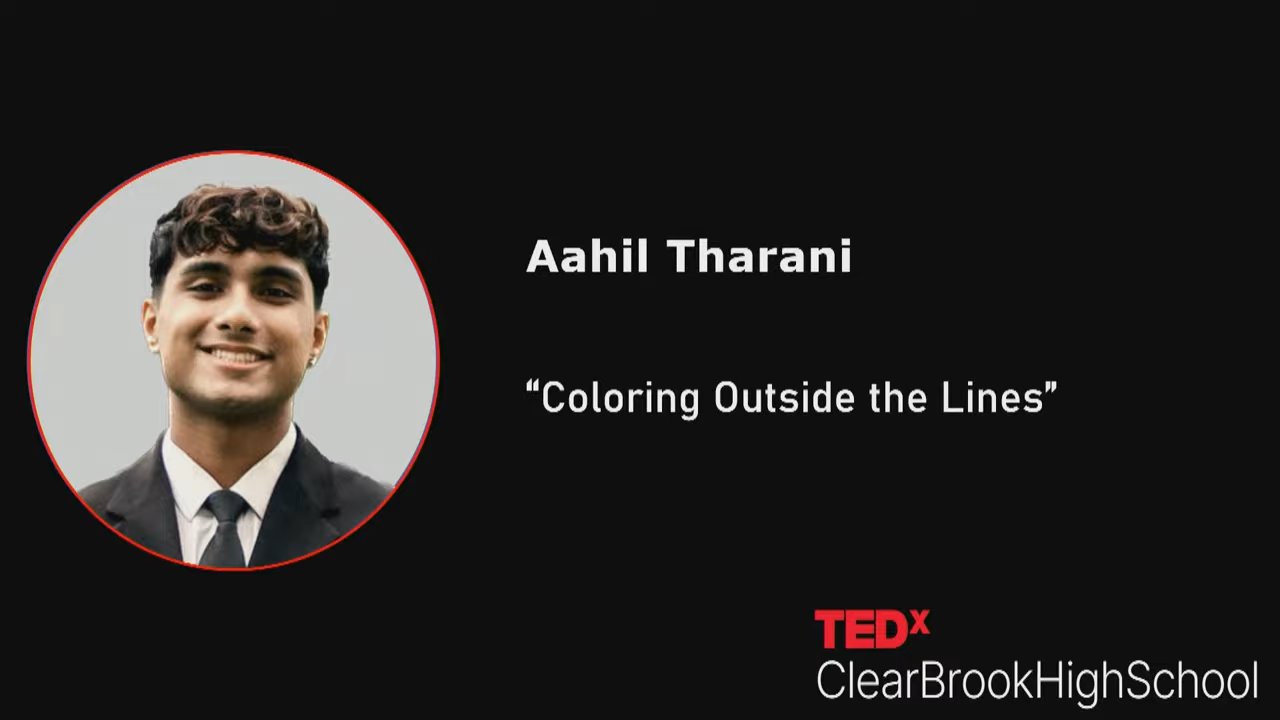 Aahil Tharani
“Coloring Outside the Lines”
TEDx
ClearBrookHighSchool